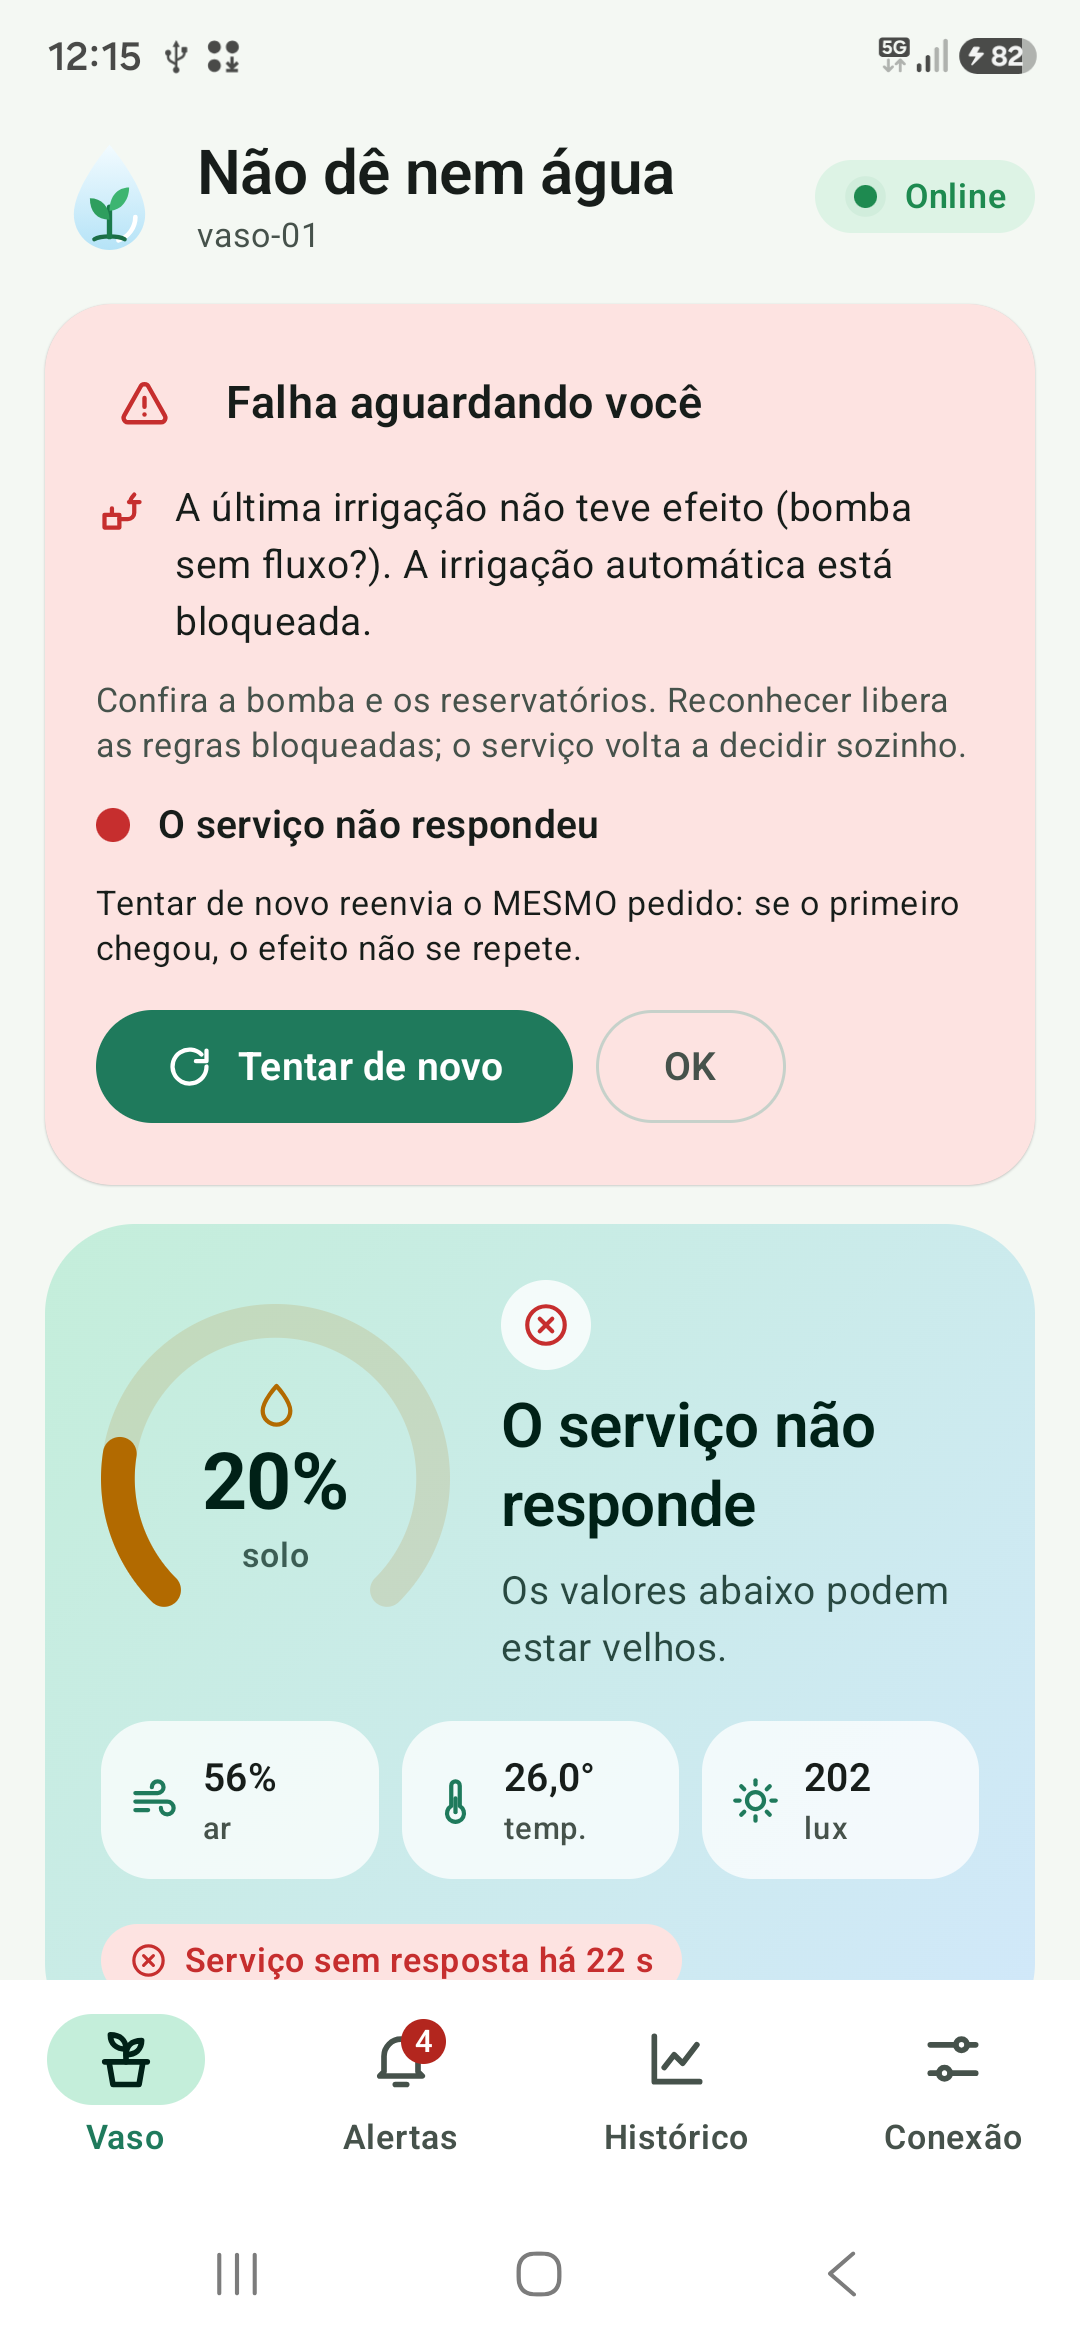 12:15
5G
82
Não dê nem água
vaso-01
Online
Falha aguardando você
A última irrigação não teve efeito (bomba
sem fluxo?). A irrigação automática está
bloqueada.
Confira a bomba e os reservatórios. Reconhecer libera
as regras bloqueadas; o serviço volta a decidir sozinho.
O serviço não respondeu
Tentar de novo reenvia o MESMO pedido: se o primeiro
chegou, o efeito não se repete.
Tentar de novo
OK
20%
solo
O serviço não
responde
Os valores abaixo podem
estar velhos.
56%
ar
26,0°
temp.
202
lux
Serviço sem resposta há 22 s
4
Vaso
Alertas
Histórico
Conexão